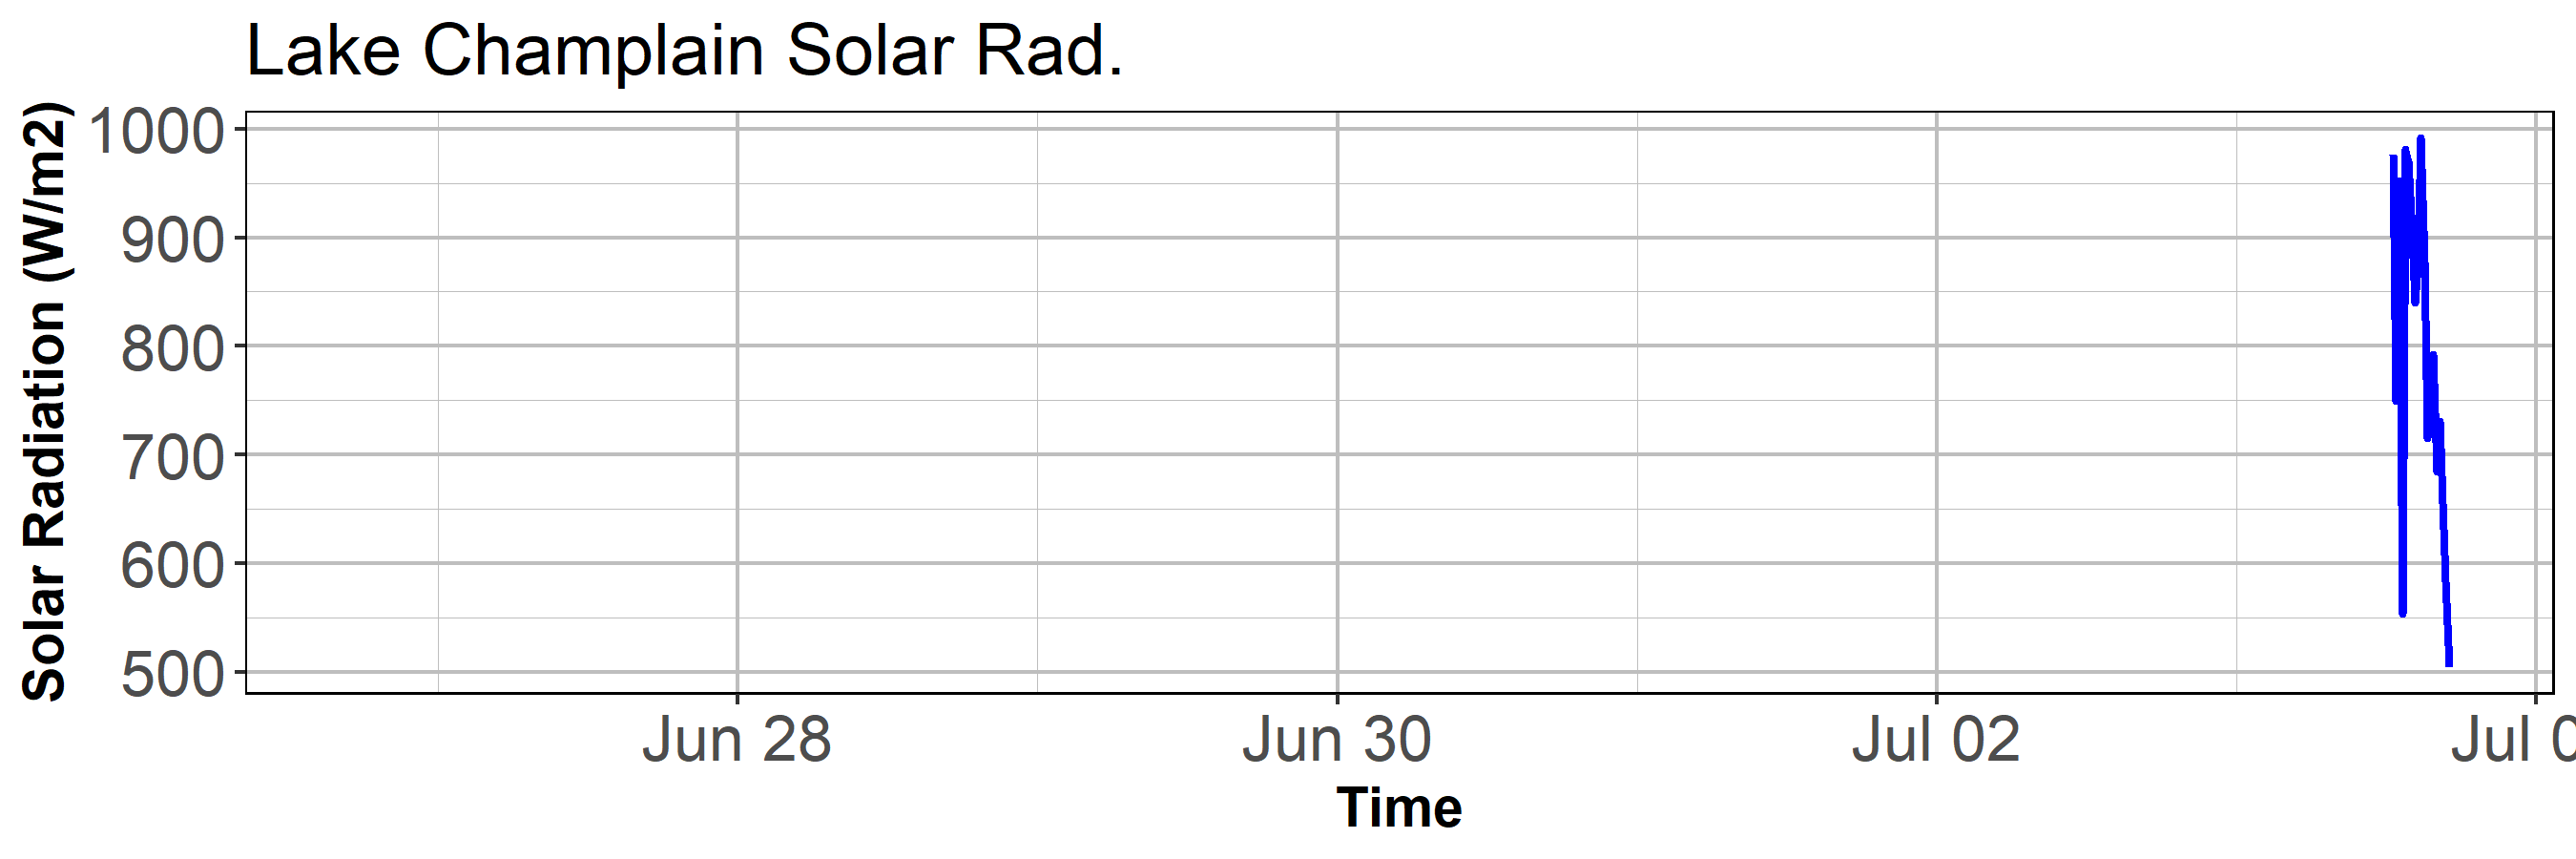 Lake Champlain Solar Rad.
Solar Radiation (W/m2)
1000
900
800
700
600
500
Jun 28 Jun 30 Jul 02 Jul
Time